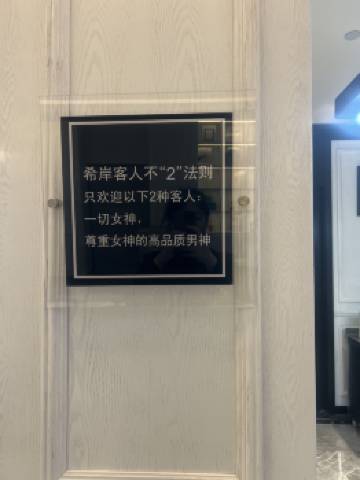 希岸客人不“2”法则
只欢迎以下2种客人：
一切女神，
尊重女神的高品质男神